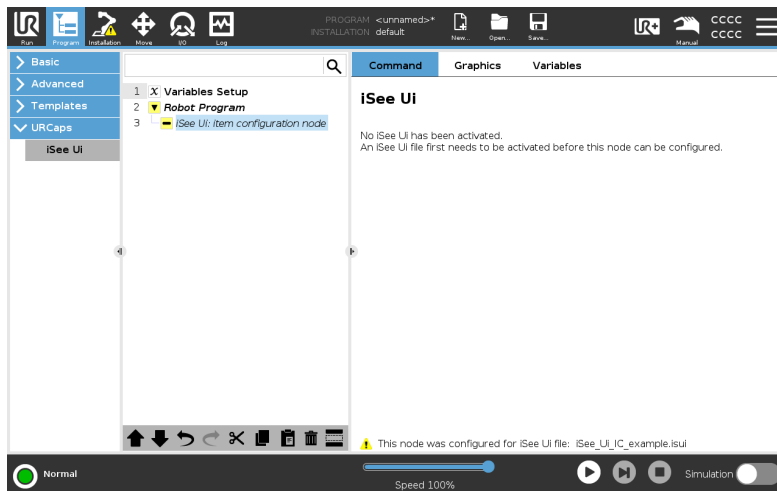 PROGRAM <unnamed>*
INSTALLATION default
Run Program Installation Move I/O Log New... Open... Save... UR+ Manual
CCCC
CCCC
Basic
Advanced
Templates
URCaps
iSee Ui
1 X Variables Setup
2 Robot Program
3 iSee Ui: item configuration node
Command Graphics Variables
iSee Ui
No iSee Ui has been activated.
An iSee Ui file first needs to be activated before this node can be configured.
This node was configured for iSee Ui file: iSee_Ui_IC_example.isui
Normal
Speed 100%
Simulation